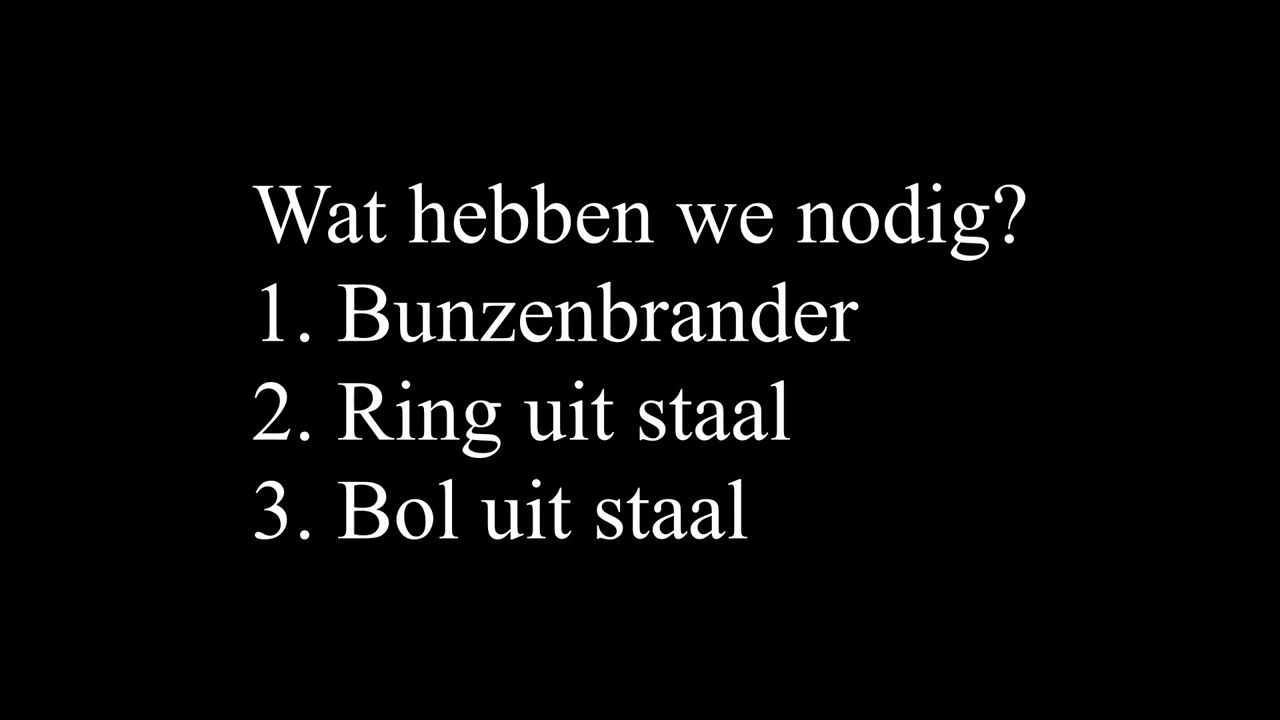 Wat hebben we nodig?
1. Bunzenbrander
2. Ring uit staal
3. Bol uit staal